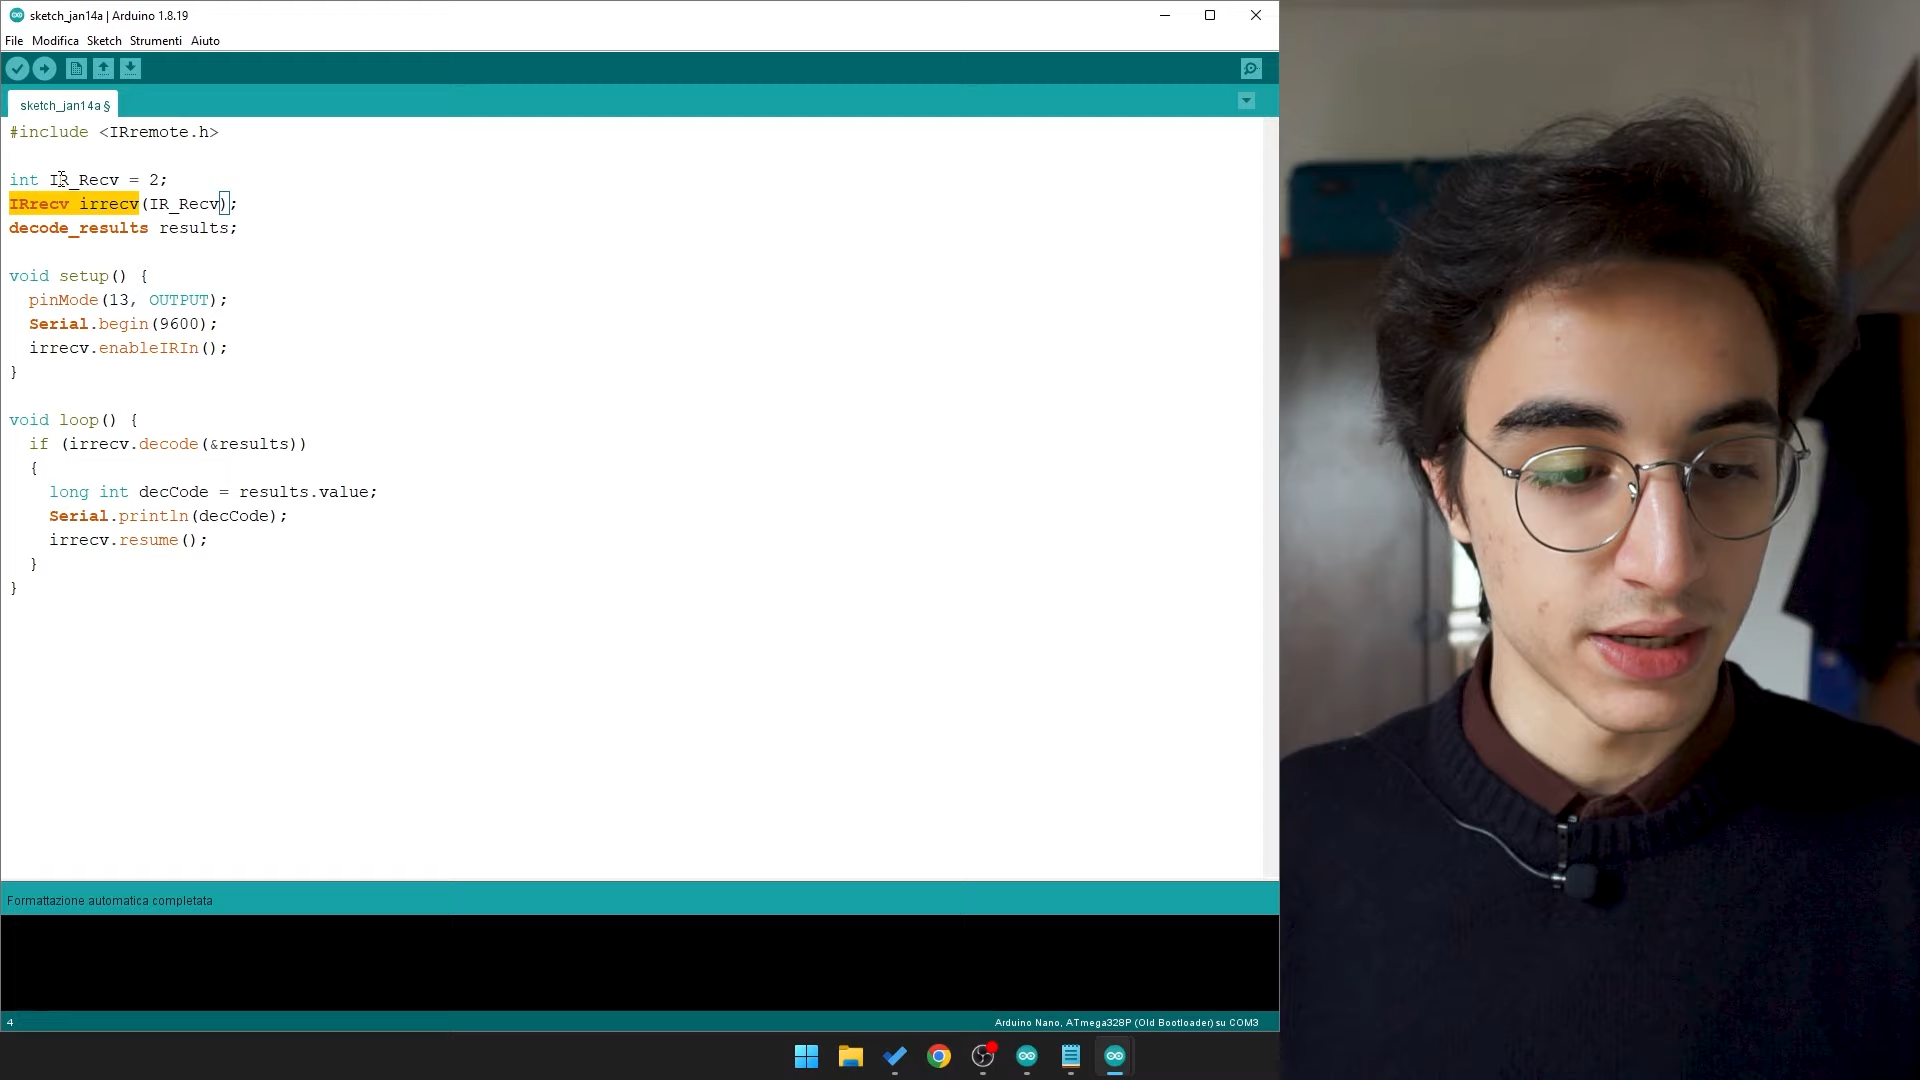 sketch_jan14a | Arduino 1.8.19
File Modifica Sketch Strumenti Aiuto
sketch_jan14a §
#include <IRremote.h>
int IR_Recv = 2;
IRrecv irrecv(IR_Recv);
decode_results results;
void setup() {
pinMode(13, OUTPUT);
Serial.begin(9600);
irrecv.enableIRIn();
}
void loop() {
if (irrecv.decode(&results))
{
long int decCode = results.value;
Serial.println(decCode);
irrecv.resume();
}
}
Formattazione automatica completata
4
Arduino Nano, ATmega328P (Old Bootloader) su COM3